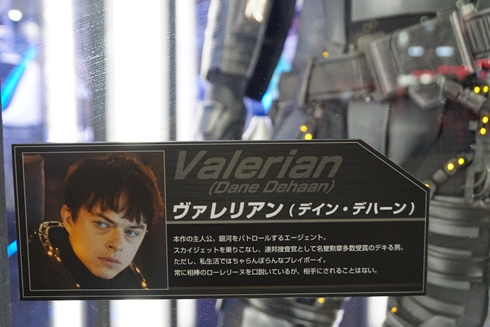 Valerian
(Dane Dehaan)
ヴァレリアン ( デイン・デハーン )
本作の主人公。銀河をパトロールするエージェント。
スカイジェットを乗りこなし、連邦捜査官として名誉勲章多数受賞のデキる男。
ただし、私生活ではちゃらんぽらんなプレイボーイ。
常に相棒のローレリーヌを口説いているが、相手にされることはない。